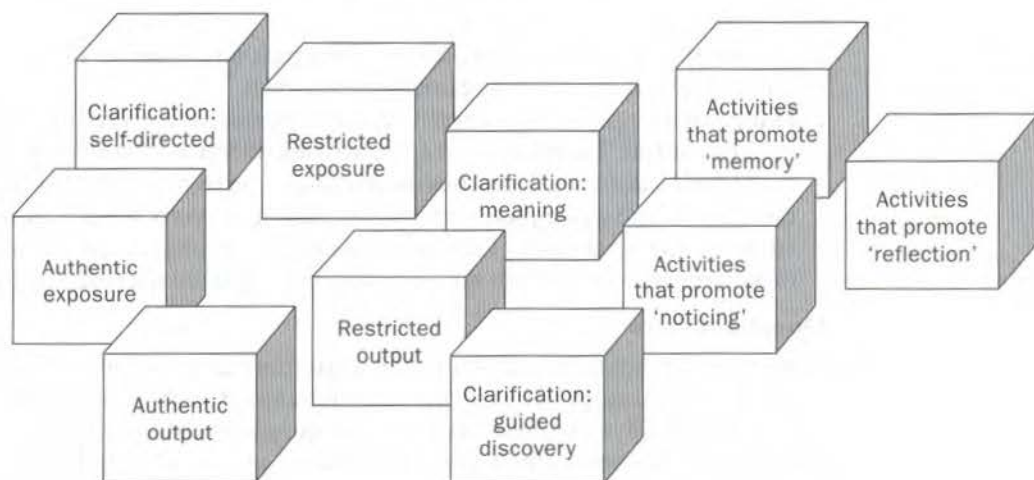 Clarification:
self-directed
Restricted
exposure
Clarification:
meaning
Activities
that promote
‘memory’
Activities
that promote
‘reflection’
Authentic
exposure
Restricted
output
Activities
that promote
‘noticing’
Authentic
output
Clarification:
guided
discovery